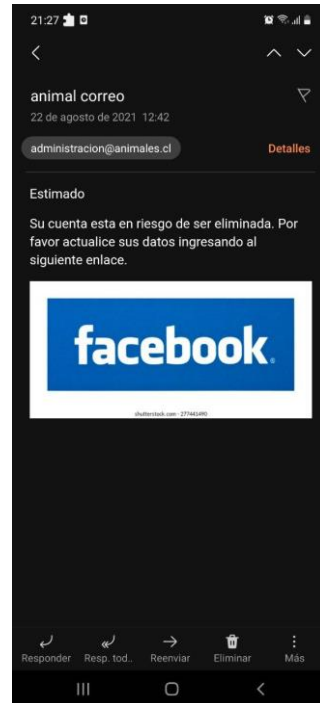 21:27
animal correo
22 de agosto de 2021 12:42
administracion@animales.cl Detalles
Estimado
Su cuenta esta en riesgo de ser eliminada. Por
favor actualice sus datos ingresando al
siguiente enlace.
facebook.
shutterstock.com · 277441490
Responder Resp. tod.. Reenviar Eliminar Más